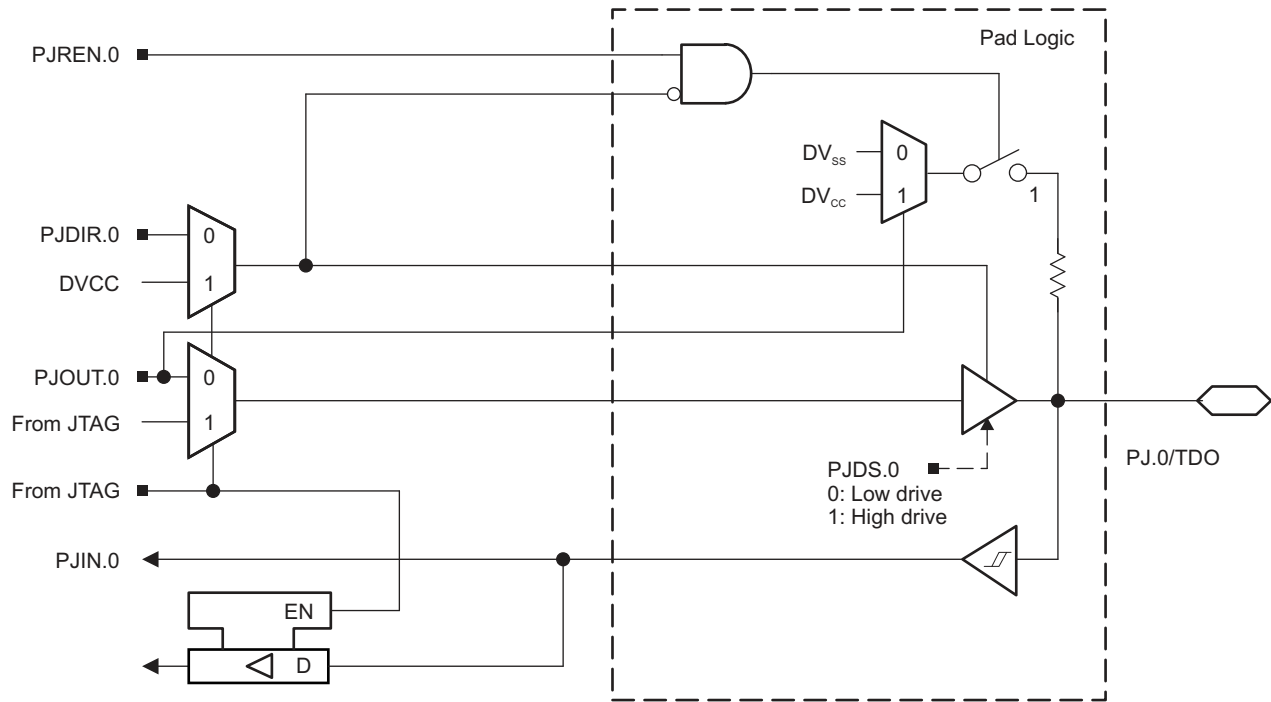 Pad Logic
PJREN.0
DVSS 0
DVCC 1
1
PJDIR.0 0
DVCC 1
PJOUT.0 0
From JTAG 1
From JTAG
PJDS.0
0: Low drive
1: High drive
PJ.0/TDO
PJIN.0
EN
D